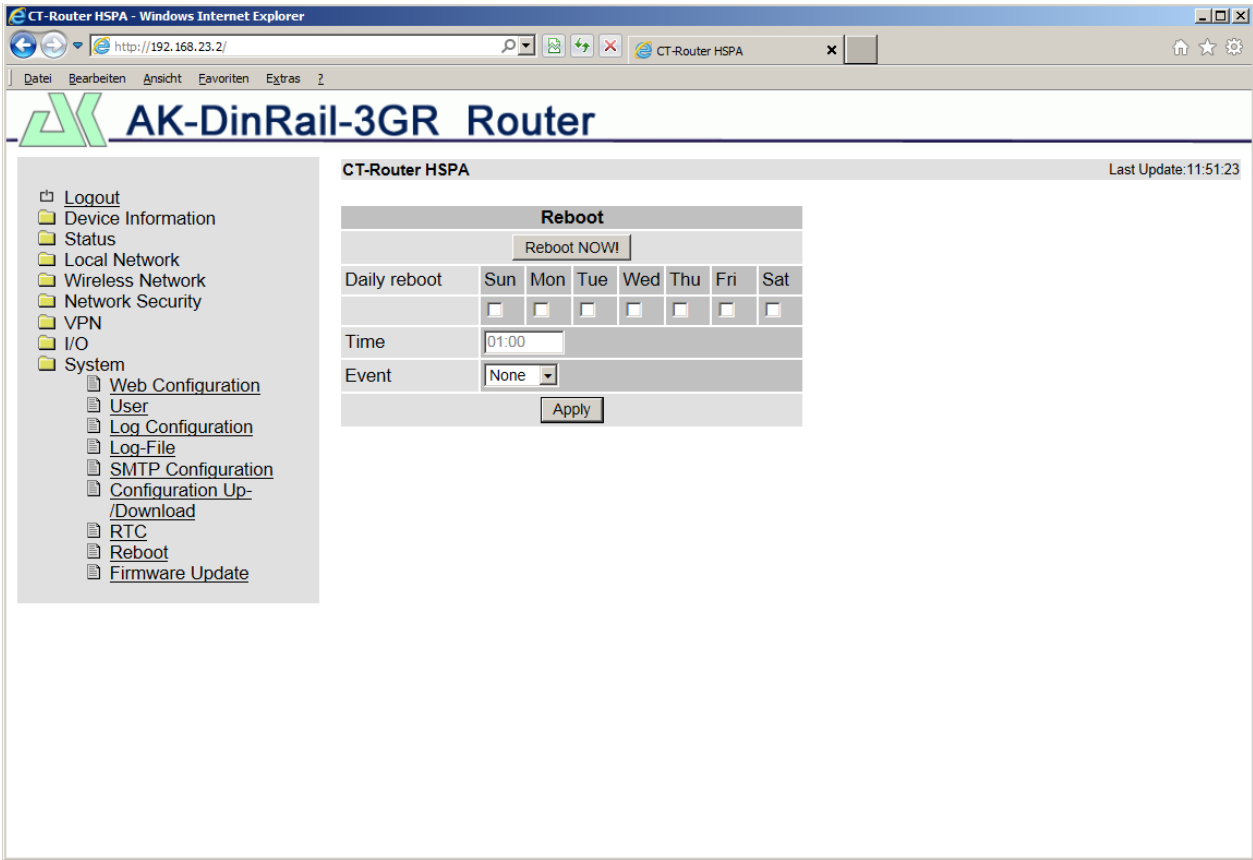 CT-Router HSPA - Windows Internet Explorer
http://192.168.23.2/
CT-Router HSPA
Datei Bearbeiten Ansicht Favoriten Extras ?
AK-DinRail-3GR Router
CT-Router HSPA Last Update:11:51:23
Logout
Device Information
Status
Local Network
Wireless Network
Network Security
VPN
I/O
System
Web Configuration
User
Log Configuration
Log-File
SMTP Configuration
Configuration Up-
/Download
RTC
Reboot
Firmware Update
Reboot
Reboot NOW!
Daily reboot Sun Mon Tue Wed Thu Fri Sat
Time 01:00
Event None
Apply